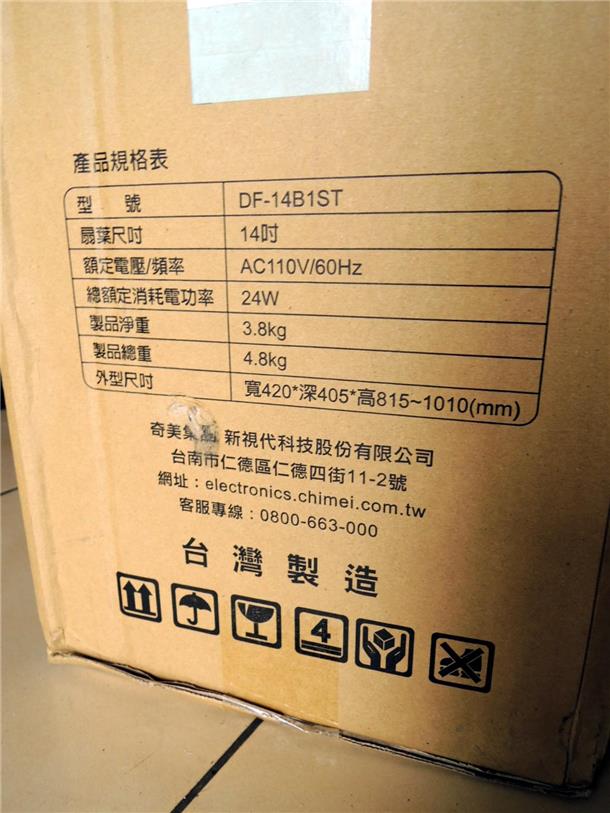 產品規格表
型 號 DF-14B1ST
扇葉尺吋 14吋
額定電壓/頻率 AC110V/60Hz
總額定消耗電功率 24W
製品淨重 3.8kg
製品總重 4.8kg
外型尺吋 寬420*深405*高815~1010(mm)
奇美集團 新視代科技股份有限公司
台南市仁德區仁德四街11-2號
網址：electronics.chimei.com.tw
客服專線：0800-663-000
台灣製造
4